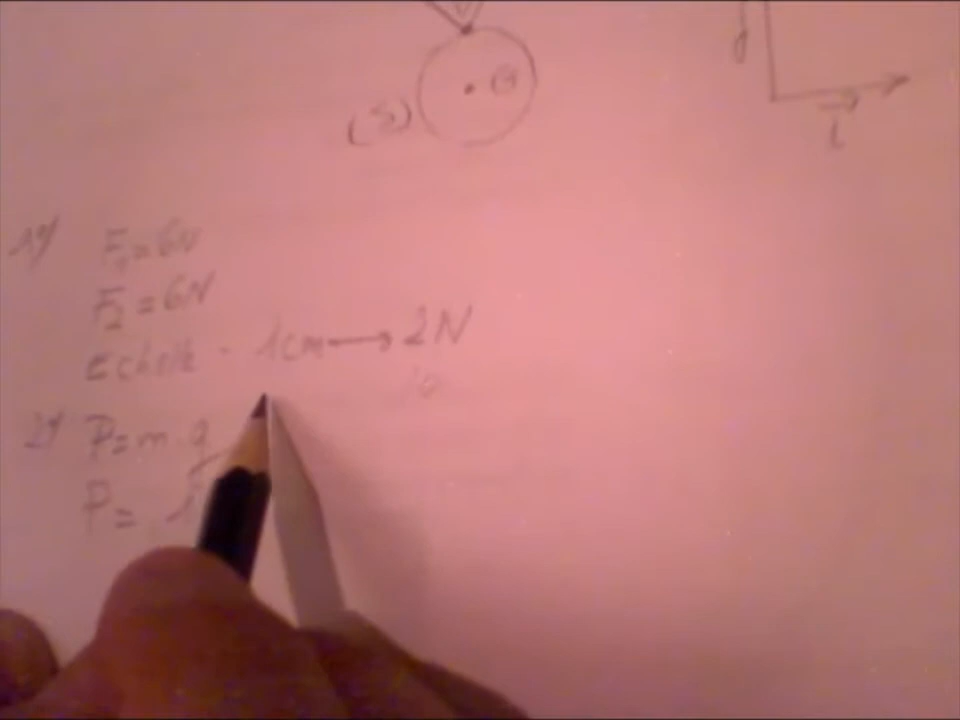 G
(S)
j
i
1°/ F1 = 6N
F2 = 6N
Echelle - 1cm → 2N
2°/ P = m.g
P =